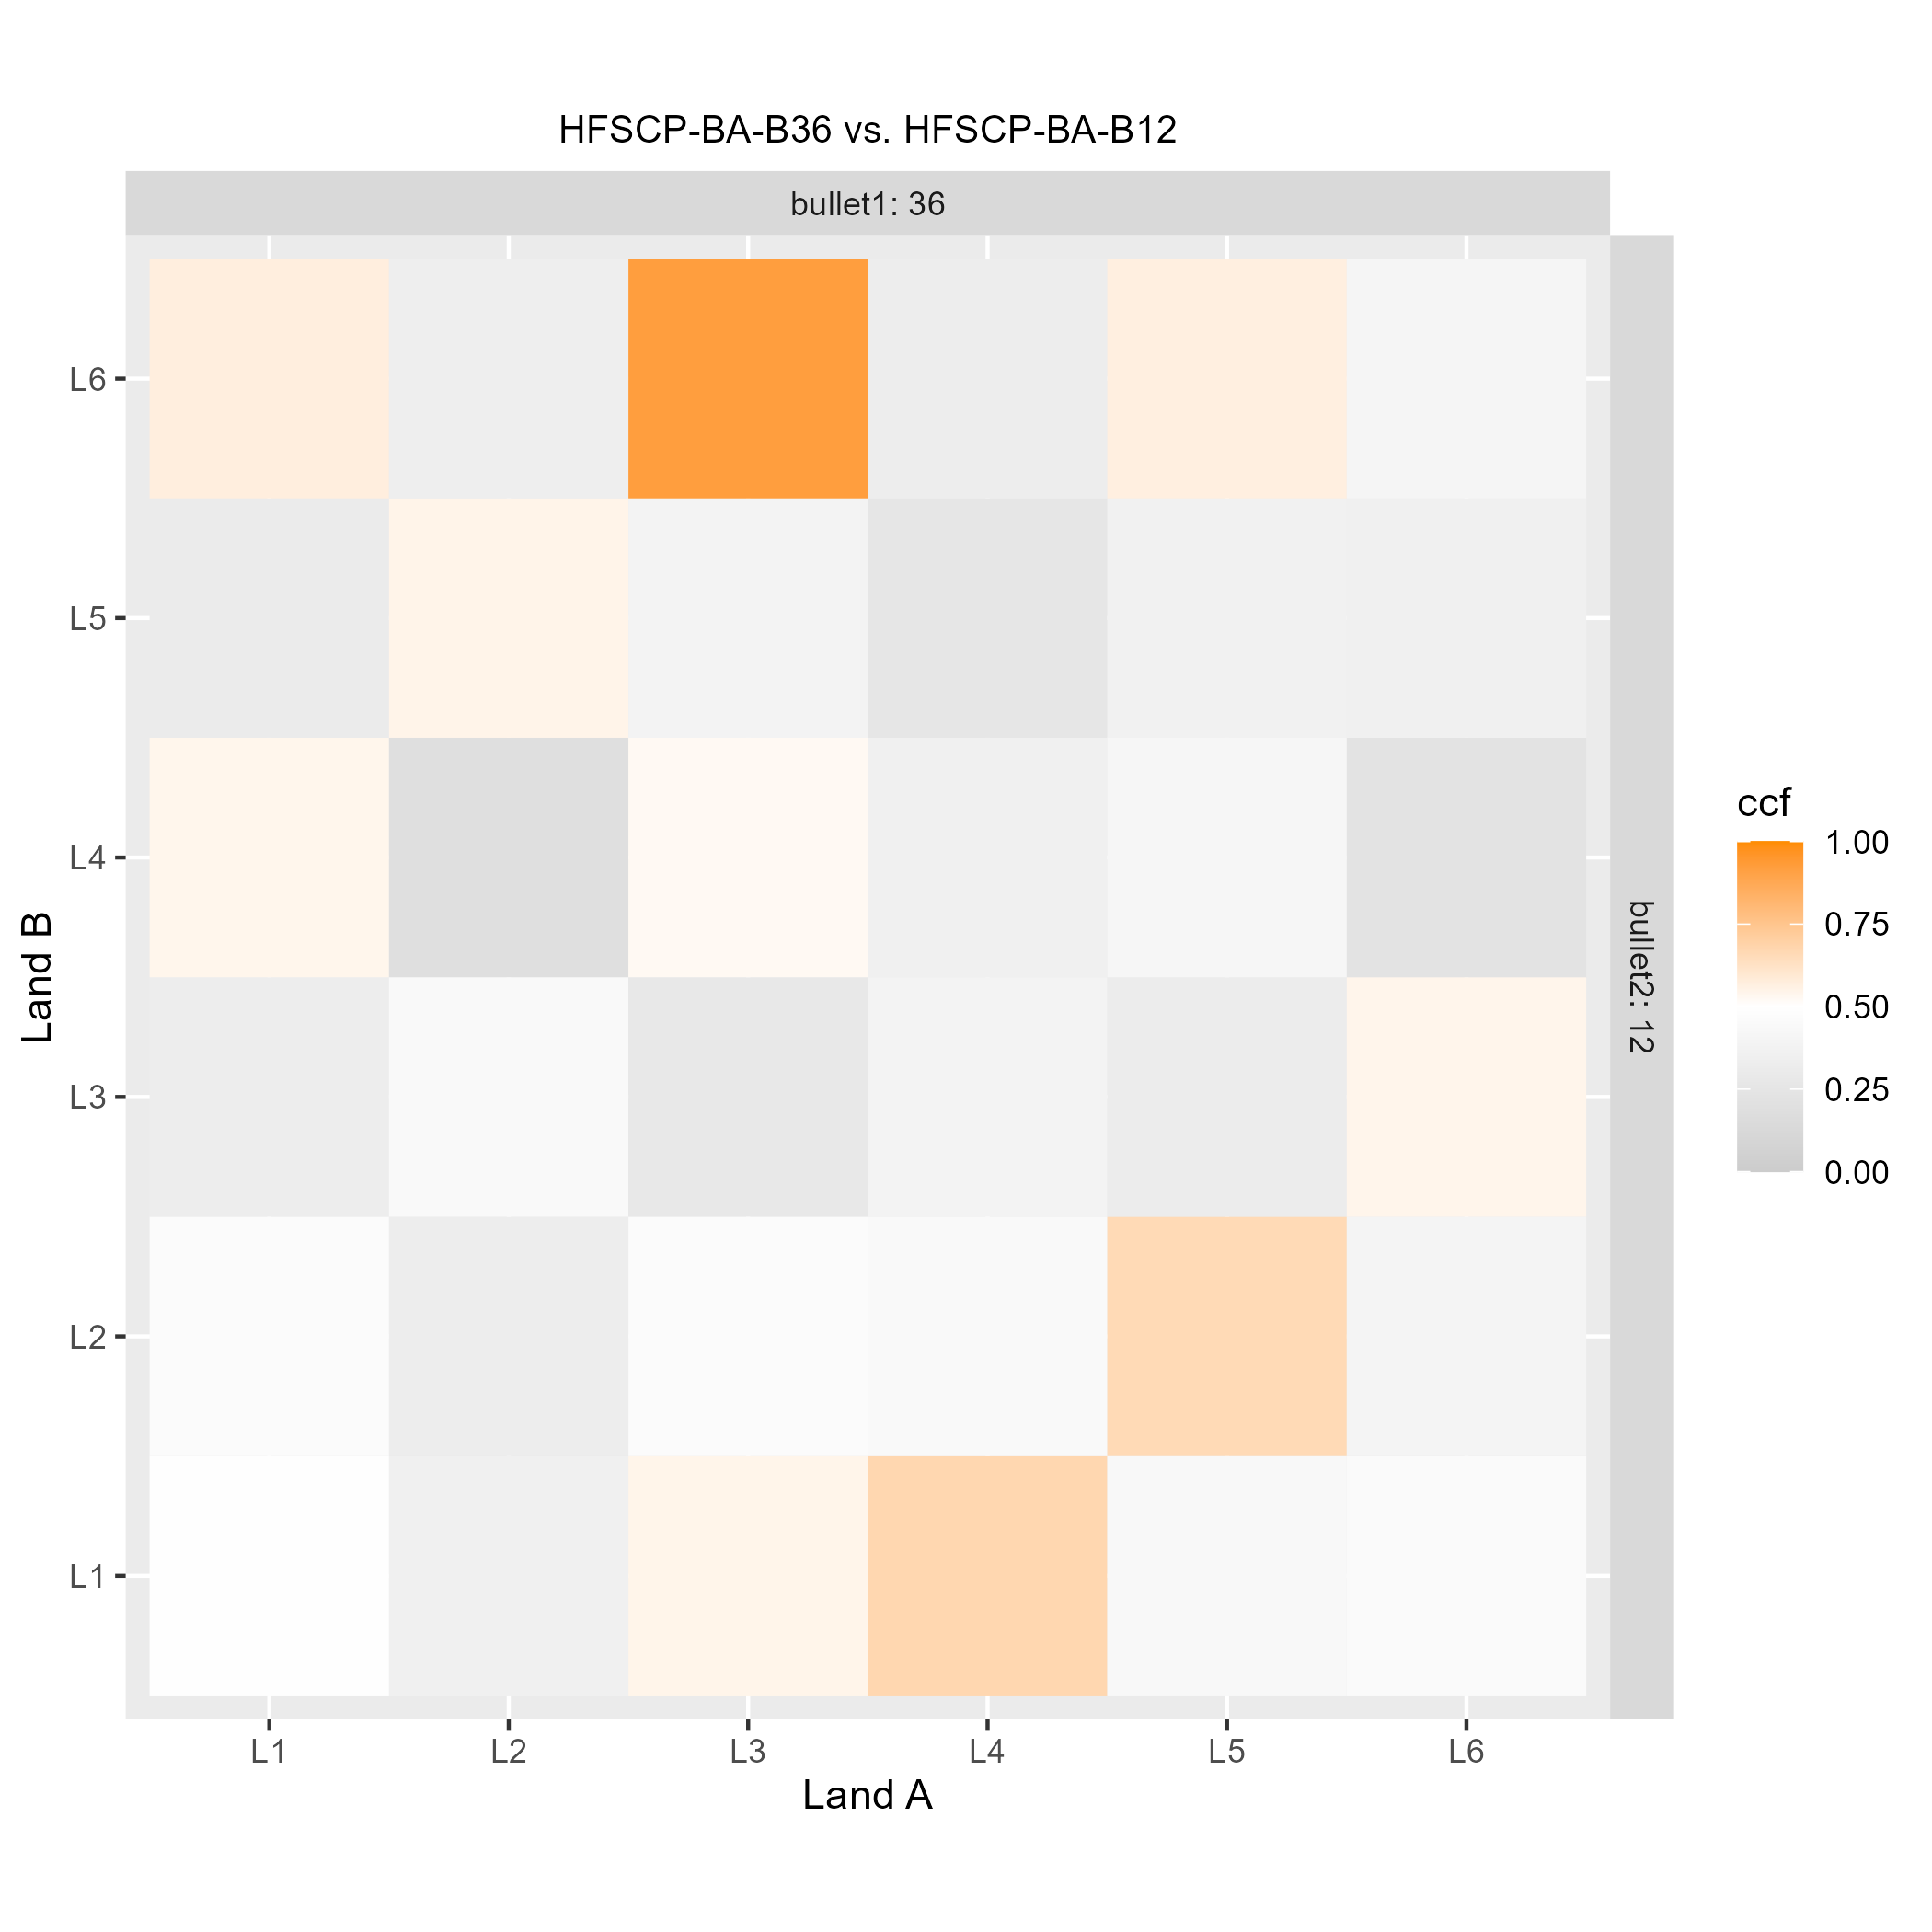 HFSCP-BA-B36 vs. HFSCP-BA-B12
bullet1: 36
L6
L5
L4
L3
L2
L1
Land B
bullet2: 12
ccf
1.00
0.75
0.50
0.25
0.00
L1 L2 L3 L4 L5 L6
Land A